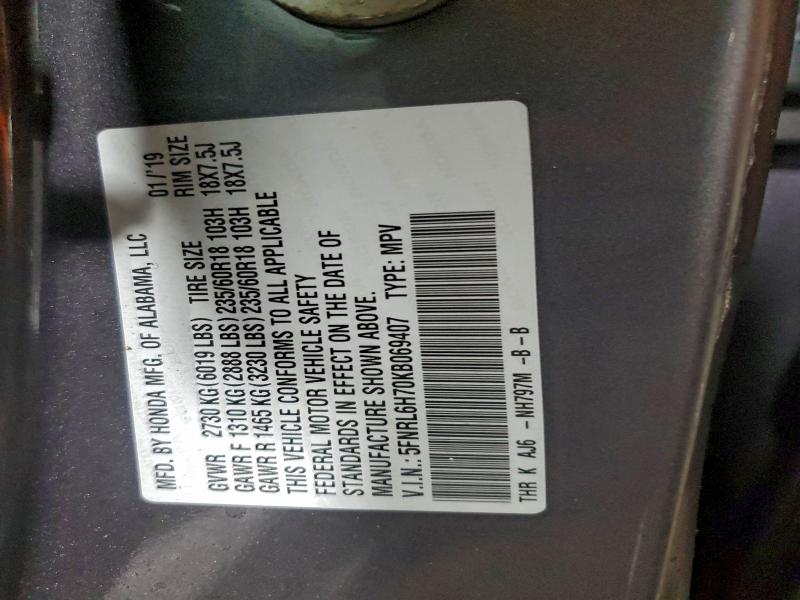 MFD. BY HONDA MFG. OF ALABAMA, LLC 01/'19
GVWR 2730 KG (6019 LBS) TIRE SIZE RIM SIZE
GAWR F 1310 KG (2888 LBS) 235/60R18 103H 18X7.5J
GAWR R 1465 KG (3230 LBS) 235/60R18 103H 18X7.5J
THIS VEHICLE CONFORMS TO ALL APPLICABLE
FEDERAL MOTOR VEHICLE SAFETY
STANDARDS IN EFFECT ON THE DATE OF
MANUFACTURE SHOWN ABOVE.
V.I.N.: 5FNRL6H70KB069407 TYPE: MPV
THR K AJ6 - NH797M -B-B